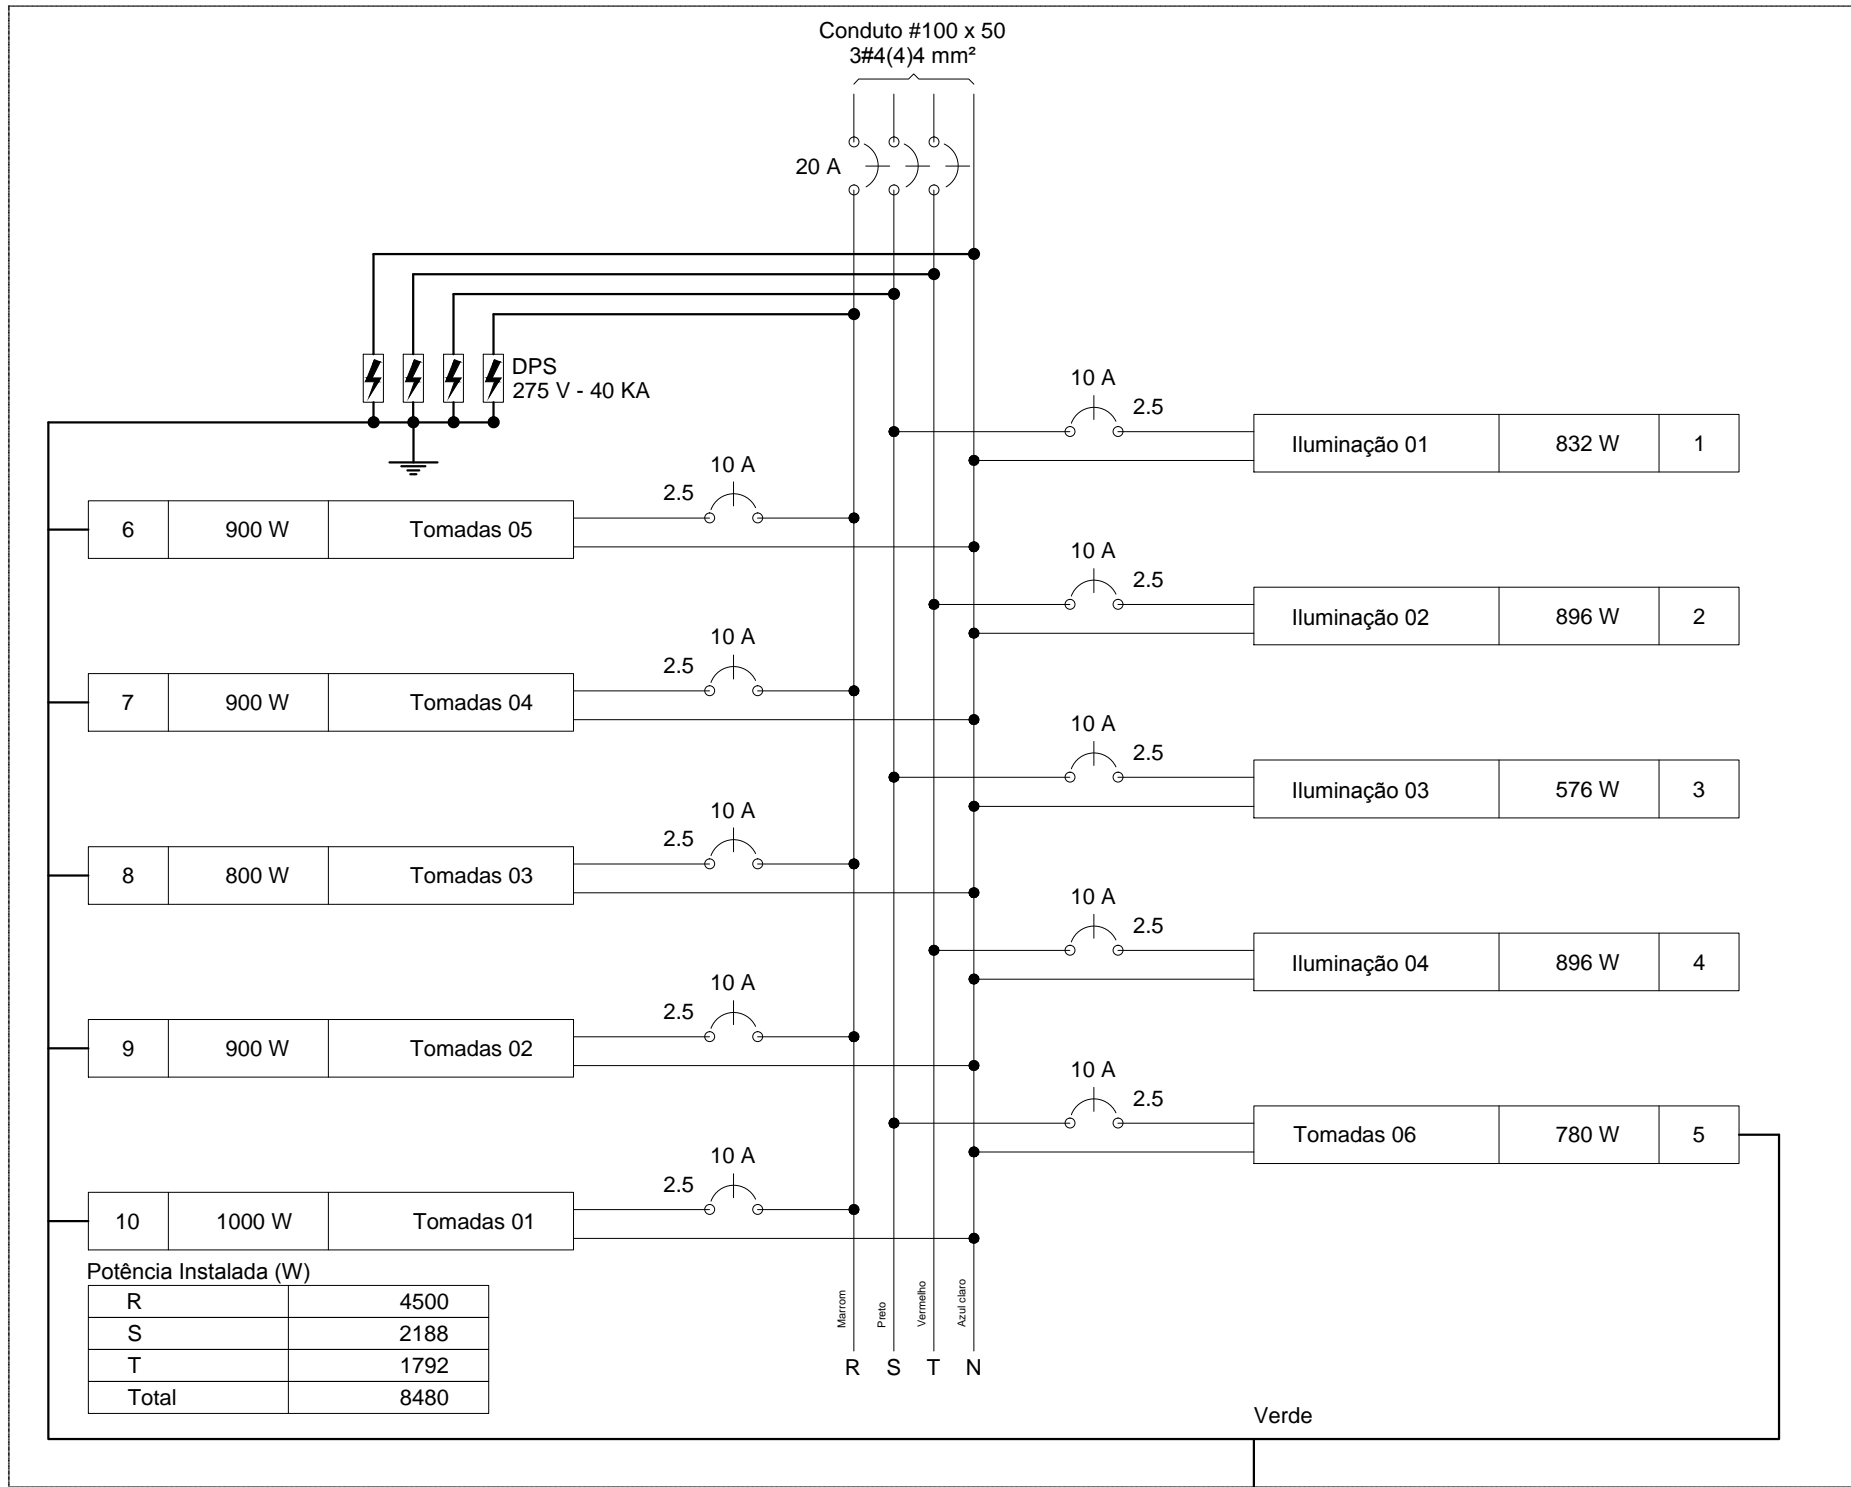 Conduto #100 x 50
3#4(4)4 mm²
20 A
DPS
275 V - 40 KA
10 A
2.5
Iluminação 01 832 W 1
10 A
2.5
6 900 W Tomadas 05
10 A
2.5
Iluminação 02 896 W 2
10 A
2.5
7 900 W Tomadas 04
10 A
2.5
Iluminação 03 576 W 3
10 A
2.5
8 800 W Tomadas 03
10 A
2.5
Iluminação 04 896 W 4
10 A
2.5
9 900 W Tomadas 02
10 A
2.5
Tomadas 06 780 W 5
10 A
2.5
10 1000 W Tomadas 01
Potência Instalada (W)
R 4500
S 2188
T 1792
Total 8480
Marrom
Preto
Vermelho
Azul claro
R S T N
Verde